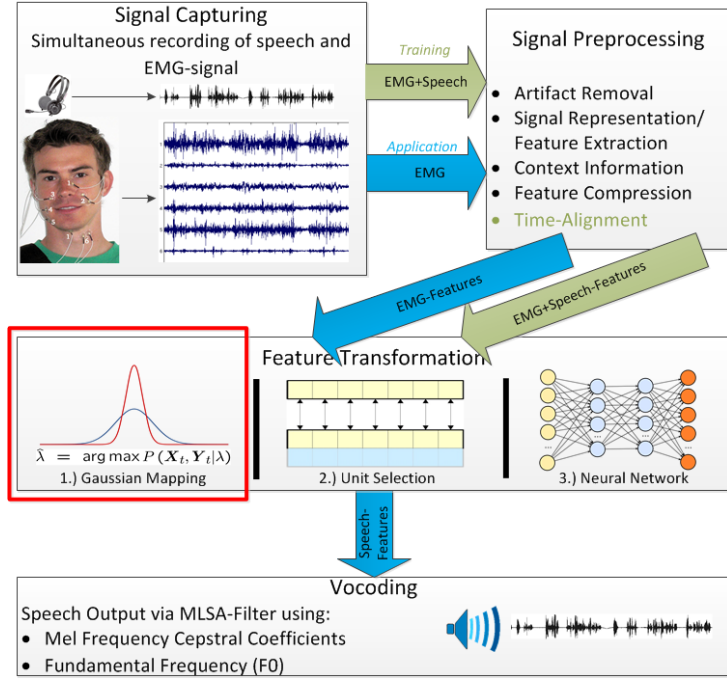 Signal Capturing
Simultaneous recording of speech and
EMG-signal
Training
EMG+Speech
Application
EMG
Signal Preprocessing
• Artifact Removal
• Signal Representation/
Feature Extraction
• Context Information
• Feature Compression
• Time-Alignment
EMG-Features
EMG+Speech-Features
Feature Transformation
λ̂ = arg max P (X_t, Y_t|λ)
1.) Gaussian Mapping
2.) Unit Selection
...
...
...
...
3.) Neural Network
Speech-
Features
Vocoding
Speech Output via MLSA-Filter using:
• Mel Frequency Cepstral Coefficients
• Fundamental Frequency (F0)